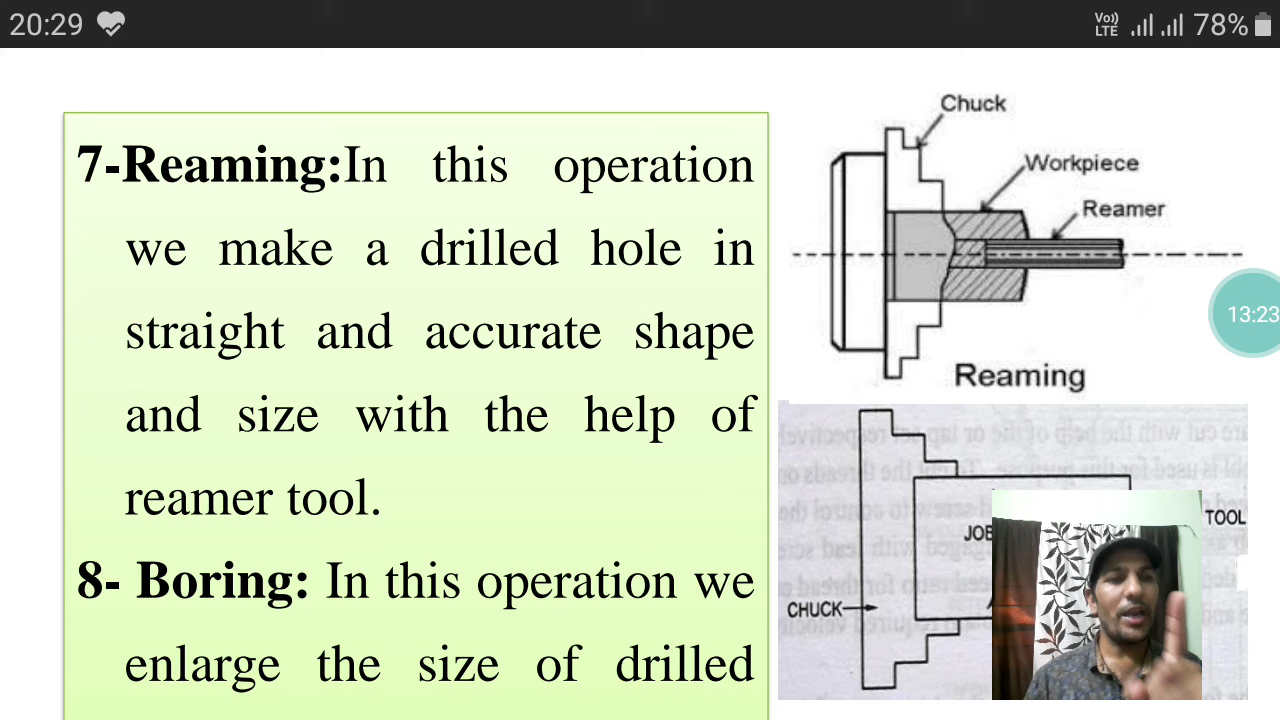 20:29
Vo))
LTE
78%
7-Reaming:In this operation
we make a drilled hole in
straight and accurate shape
and size with the help of
reamer tool.
8- Boring: In this operation we
enlarge the size of drilled
Chuck
Workpiece
Reamer
13:23
Reaming
JOB
TOOL
CHUCK